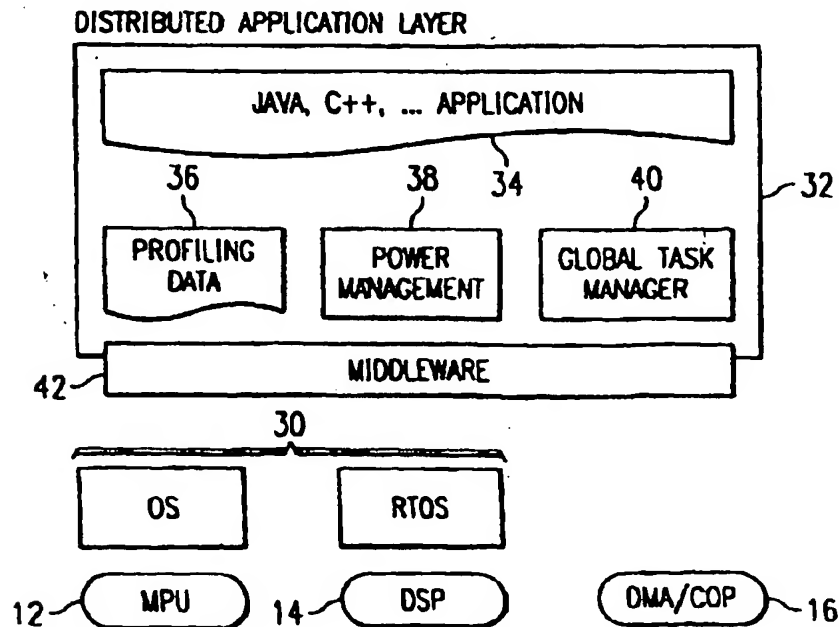 DISTRIBUTED APPLICATION LAYER
JAVA, C++, ... APPLICATION
36
38
34
40
32
PROFILING
DATA
POWER
MANAGEMENT
GLOBAL TASK
MANAGER
42
MIDDLEWARE
30
OS
RTOS
12
MPU
14
DSP
DMA/COP
16